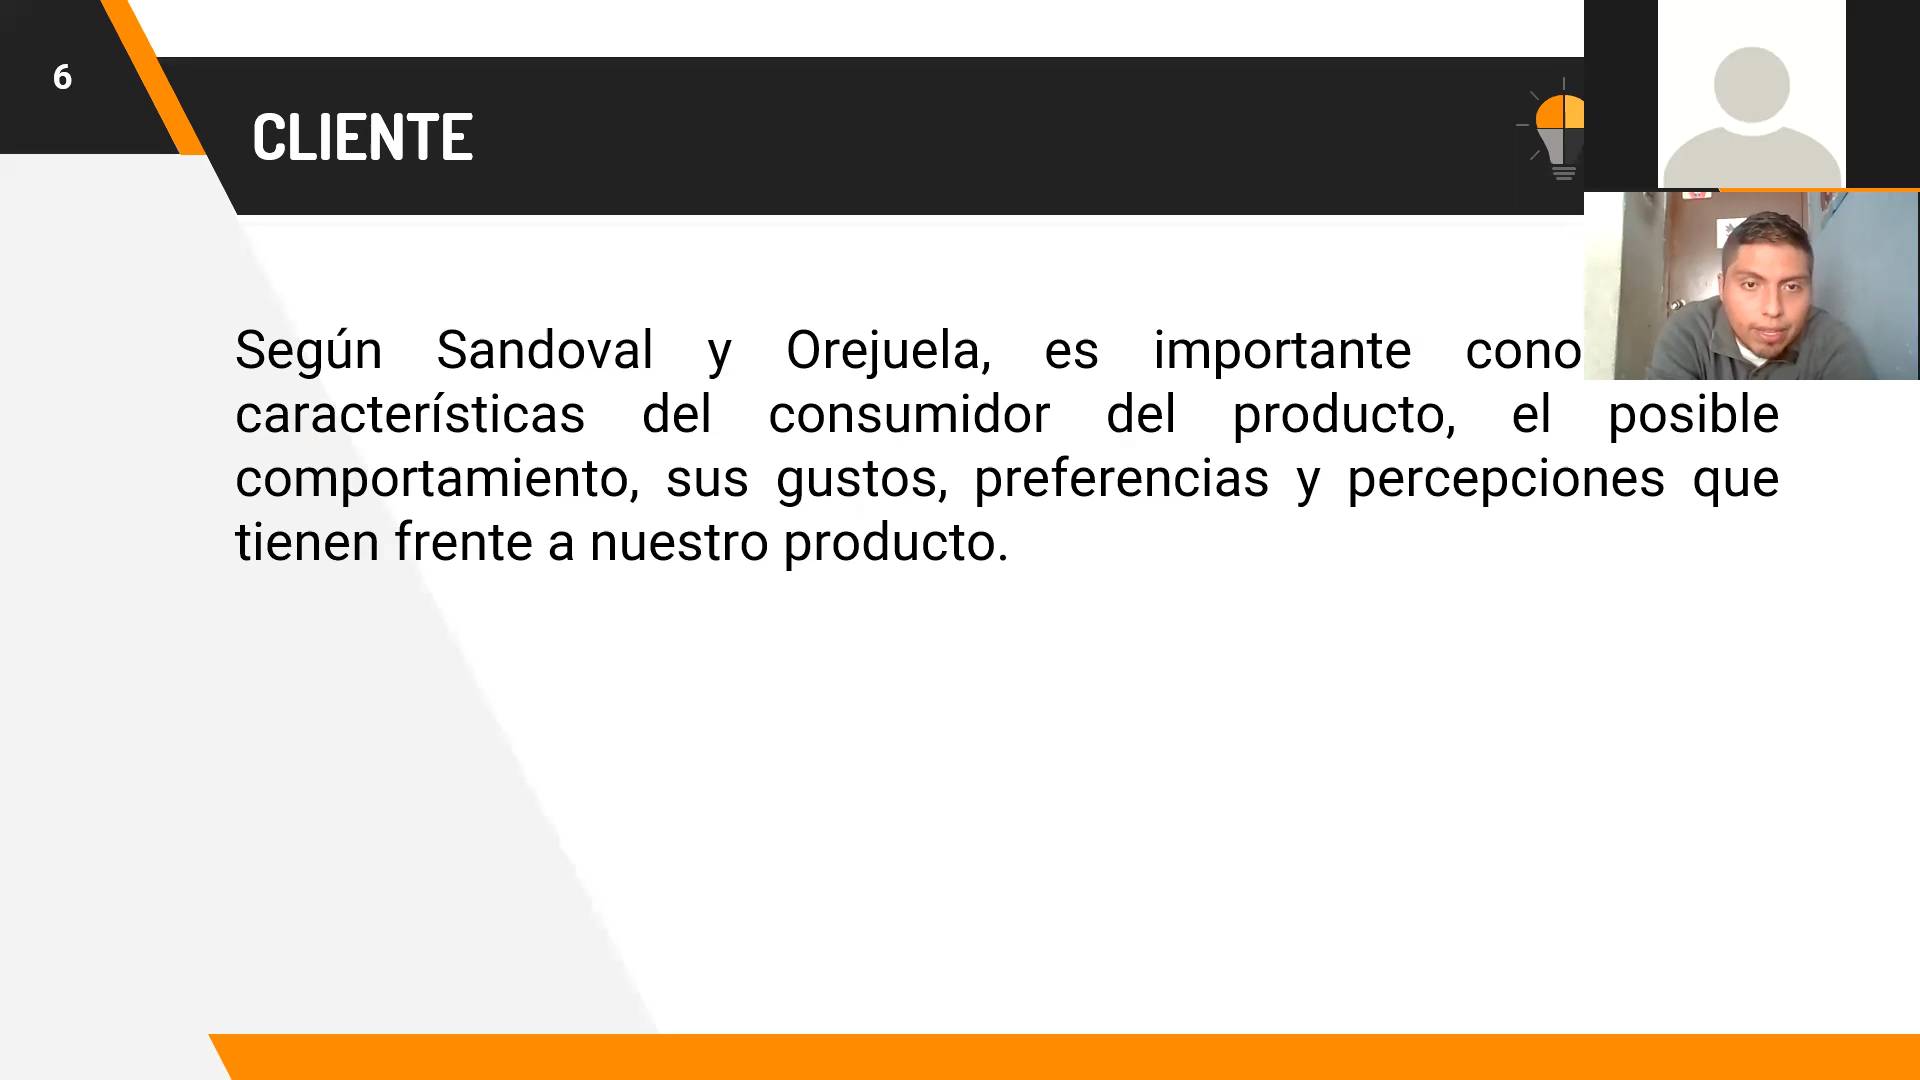 6
CLIENTE
Según Sandoval y Orejuela, es importante
características del consumidor del producto, el posible
comportamiento, sus gustos, preferencias y percepciones que
tienen frente a nuestro producto.